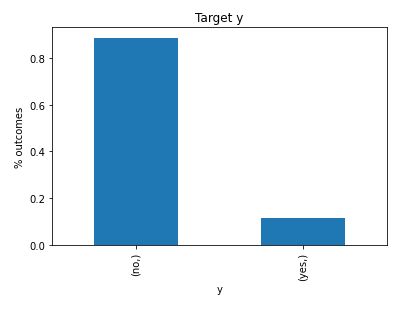 Target y
% outcomes
0.8
0.6
0.4
0.2
0.0
(no,)
(yes,)
y